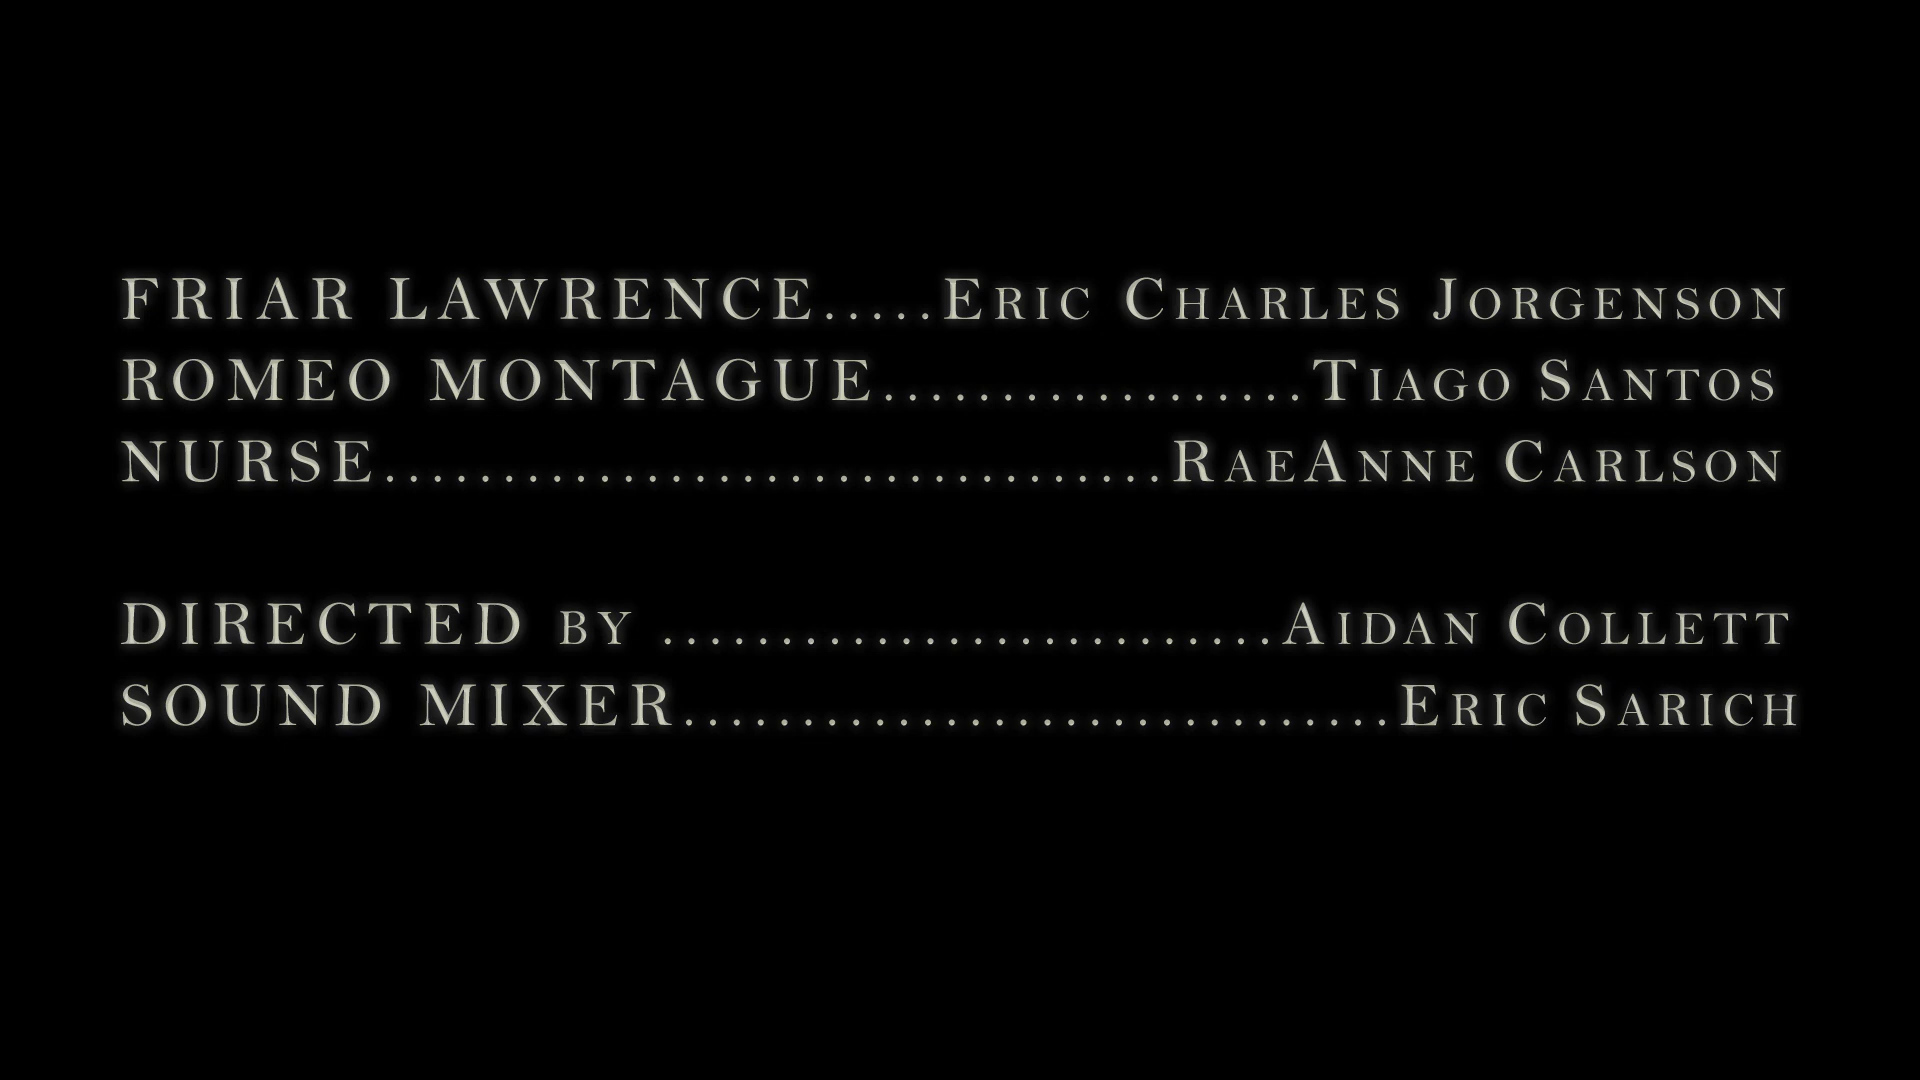 FRIAR LAWRENCE.....Eric Charles Jorgenson
ROMEO MONTAGUE..................Tiago Santos
NURSE.................................RaeAnne Carlson
DIRECTED by ..........................Aidan Collett
SOUND MIXER..............................Eric Sarich